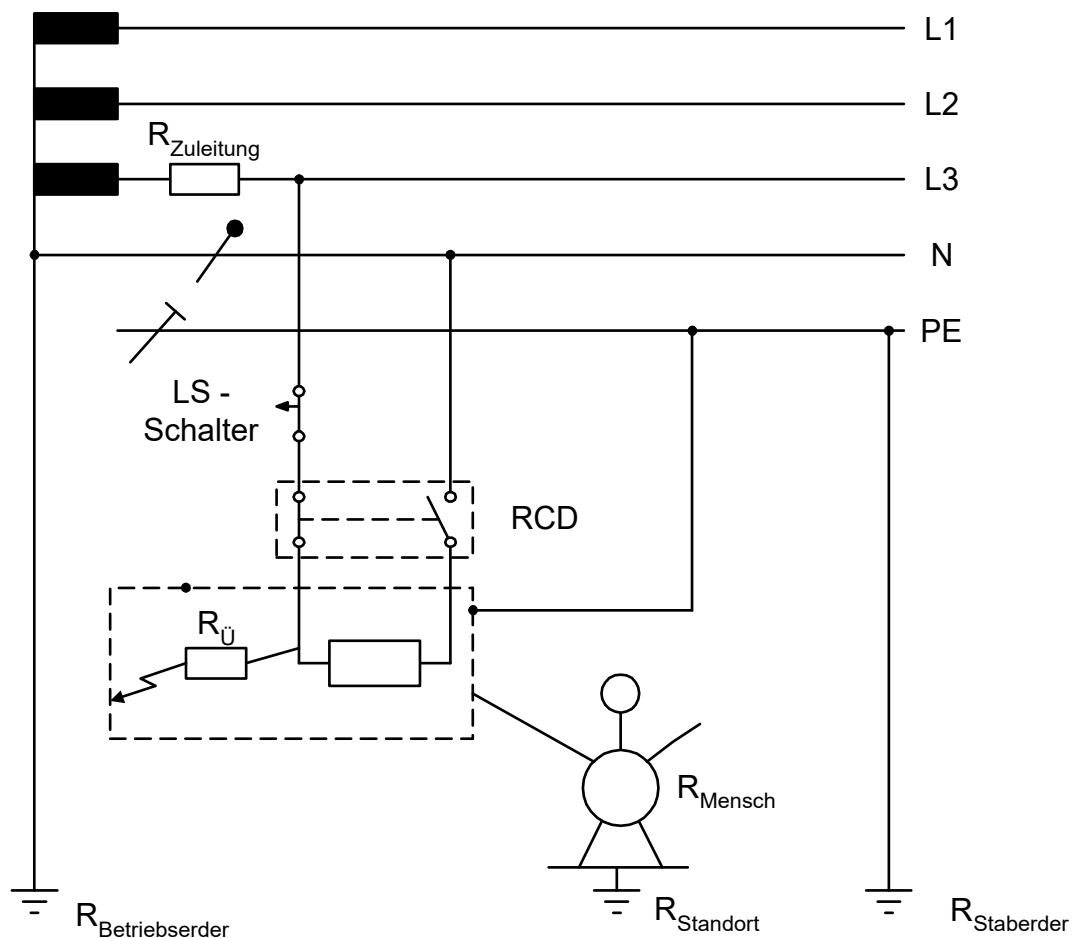 L1
L2
R_Zuleitung
L3
N
PE
LS -
Schalter
RCD
R_Ü
R_Mensch
R_Betriebserder
R_Standort
R_Staberder